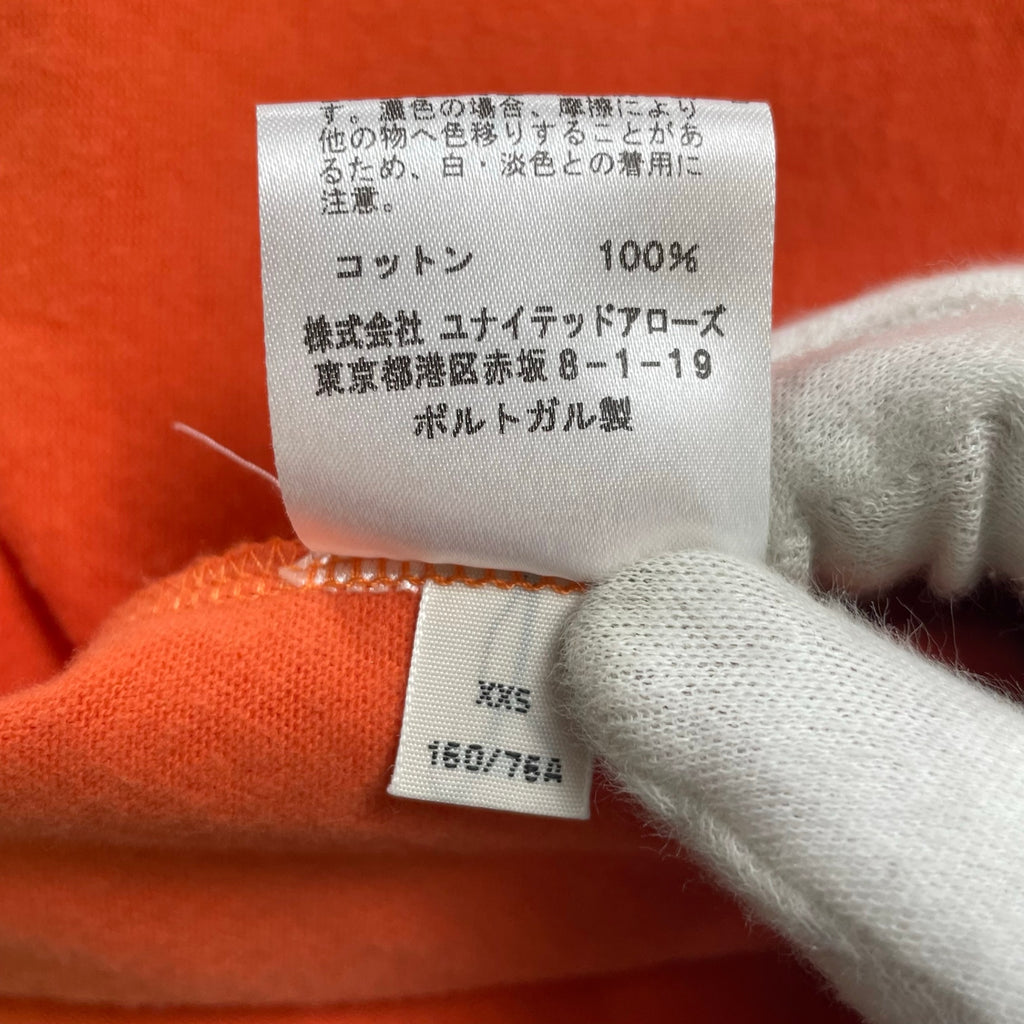 す。濃色の場合、摩擦により
他の物へ色移りすることがあ
るため、白・淡色との着用に
注意。
コットン 100%
株式会社 ユナイテッドアローズ
東京都港区赤坂8-1-19
ポルトガル製
XXS
160/76A